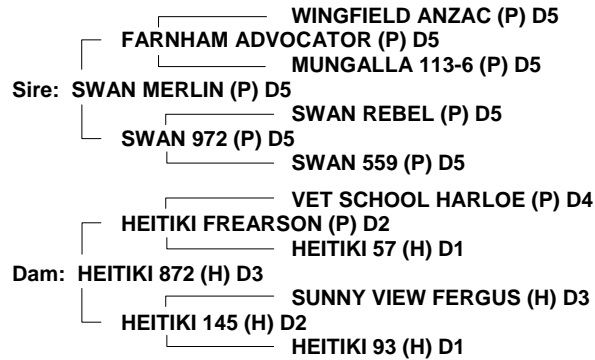 WINGFIELD ANZAC (P) D5
FARNHAM ADVOCATOR (P) D5
MUNGALLA 113-6 (P) D5
Sire: SWAN MERLIN (P) D5
SWAN REBEL (P) D5
SWAN 972 (P) D5
SWAN 559 (P) D5
VET SCHOOL HARLOE (P) D4
HEITIKI FREARSON (P) D2
HEITIKI 57 (H) D1
Dam: HEITIKI 872 (H) D3
SUNNY VIEW FERGUS (H) D3
HEITIKI 145 (H) D2
HEITIKI 93 (H) D1